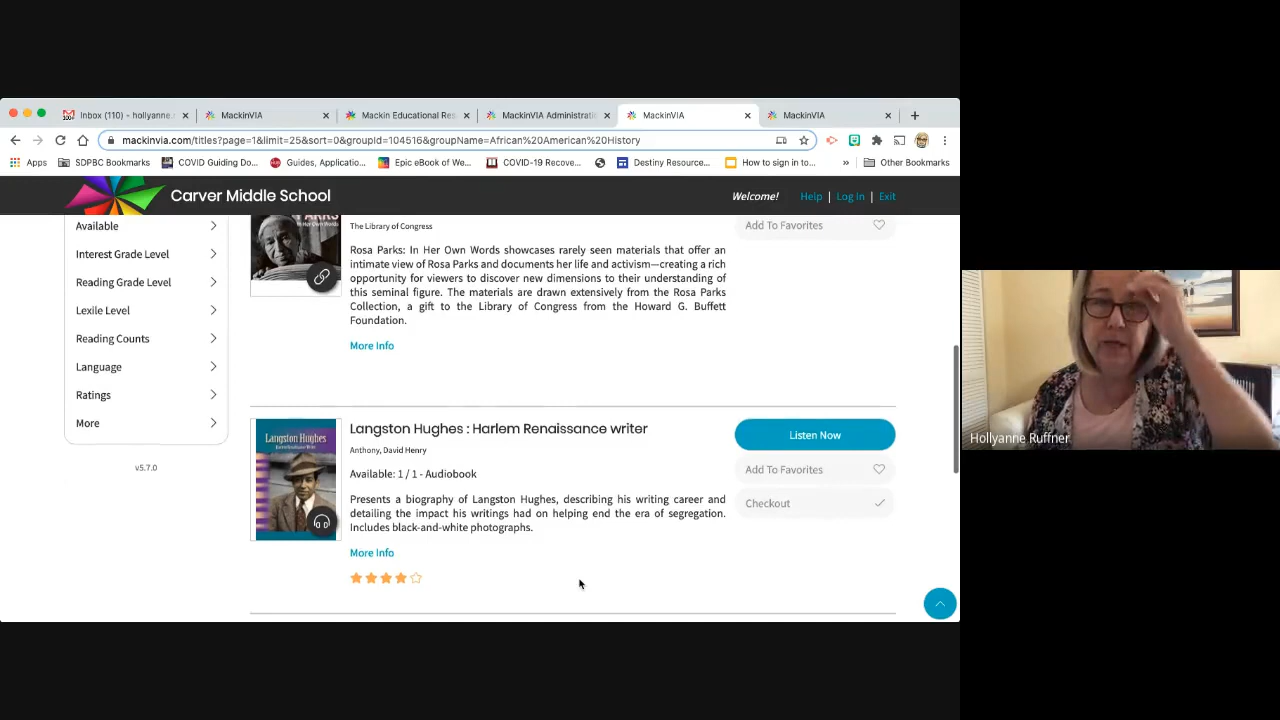 Inbox (110) - hollyanne.
MackinVIA
Mackin Educational Res
MackinVIA Administrati
MackinVIA
MackinVIA
mackinvia.com/titles?page=1&limit=25&sort=0&groupId=104516&groupName=African%20American%20History
Apps
SDPBC Bookmarks
COVID Guiding Do...
Guides, Applicatio...
Epic eBook of We...
COVID-19 Recove...
Destiny Resource...
How to sign in to...
»
Other Bookmarks
Carver Middle School
Welcome!
Help | Log In | Exit
Available
Interest Grade Level
Reading Grade Level
Lexile Level
Reading Counts
Language
Ratings
More
v5.7.0
PARKS
In Her Own Words
The Library of Congress
Rosa Parks: In Her Own Words showcases rarely seen materials that offer an
intimate view of Rosa Parks and documents her life and activism—creating a rich
opportunity for viewers to discover new dimensions to their understanding of
this seminal figure. The materials are drawn extensively from the Rosa Parks
Collection, a gift to the Library of Congress from the Howard G. Buffett
Foundation.
More Info
Add To Favorites
Langston Hughes
Langston Hughes : Harlem Renaissance writer
Anthony, David Henry
Available: 1 / 1 - Audiobook
Presents a biography of Langston Hughes, describing his writing career and
detailing the impact his writings had on helping end the era of segregation.
Includes black-and-white photographs.
More Info
Listen Now
Add To Favorites
Checkout
Hollyanne Ruffner